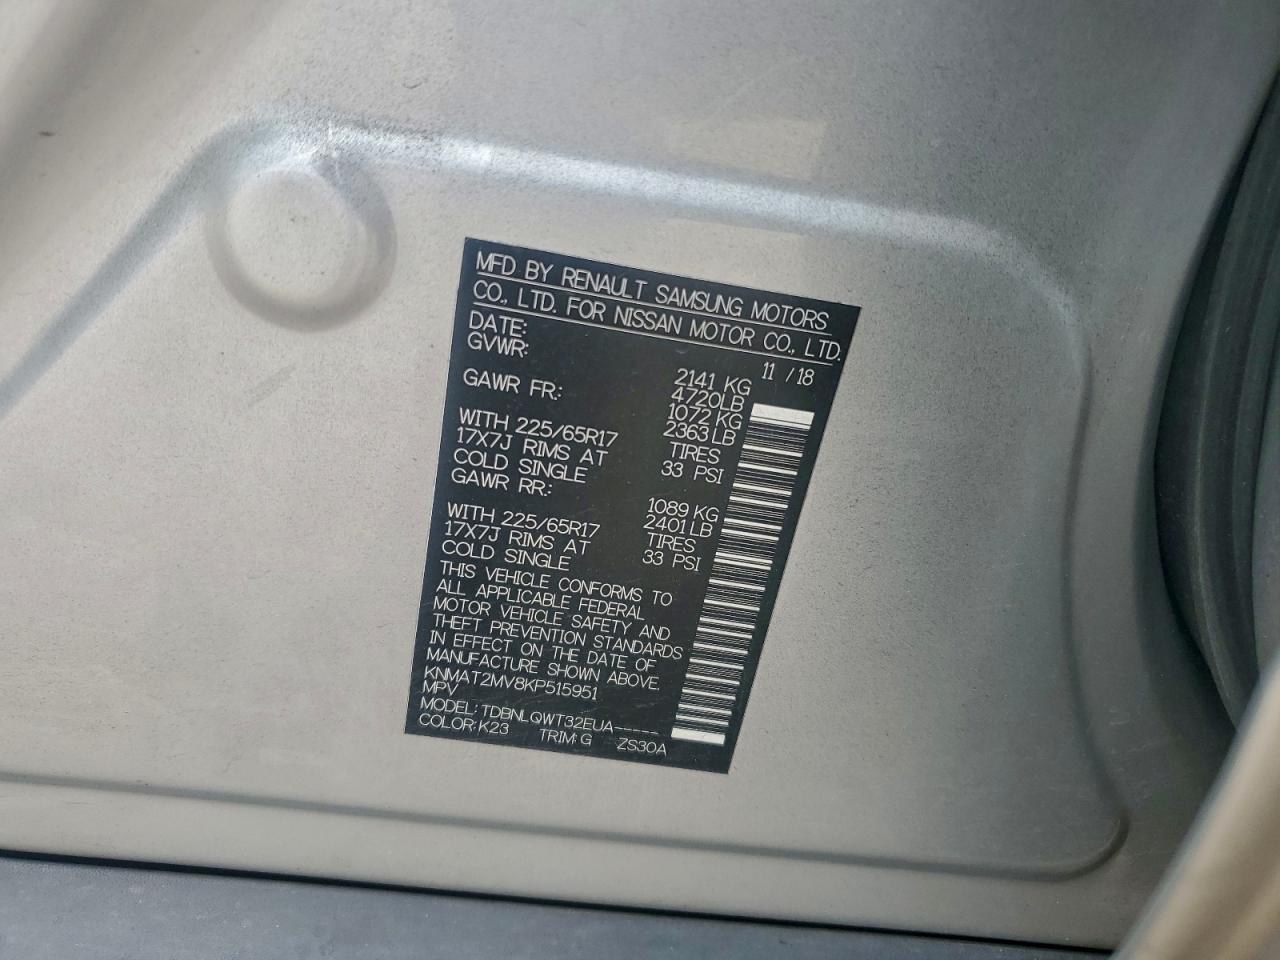 MFD BY RENAULT SAMSUNG MOTORS
CO., LTD. FOR NISSAN MOTOR CO., LTD.
DATE: 11 /18
GVWR: 2141 KG
4720LB
GAWR FR: 1072 KG
2363LB
WITH 225/65R17 TIRES
17X7J RIMS AT 33 PSI
COLD SINGLE
GAWR RR: 1089 KG
2401LB
WITH 225/65R17 TIRES
17X7J RIMS AT 33 PSI
COLD SINGLE
THIS VEHICLE CONFORMS TO
ALL APPLICABLE FEDERAL
MOTOR VEHICLE SAFETY AND
THEFT PREVENTION STANDARDS
IN EFFECT ON THE DATE OF
MANUFACTURE SHOWN ABOVE.
KNMAT2MV8KP515951
MPV
MODEL: TDBNLQWT32EUA-----
COLOR: K23 TRIM: G ZS30A